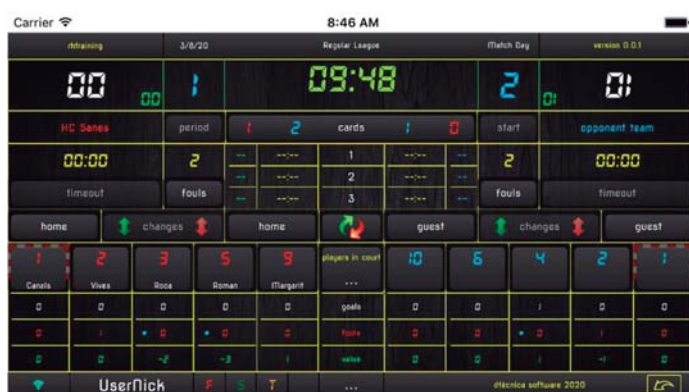 Carrier 8:46 AM
rhtraining 3/8/20 Regular League Match Day version 0.0.1
00 00 1 09:48 2 01 01
HC Sanes period 1 2 cards 1 0 start opponent team
00:00 2 -- --:-- 1 --:-- -- 2 00:00
-- --:-- 2 --:-- --
timeout fouls -- --:-- 3 --:-- -- fouls timeout
home changes home guest changes guest
1 2 3 5 9 players in court 10 6 4 2 1
Canals Vives Roca Roman Margarit ...
0 0 0 0 0 goals 0 0 1 0 0
0 1 0 0 0 fouls 0 0 0 1 0
0 0 -2 -3 1 value 0 0 1 -1 0
UserNick F S T ... dtècnica software 2020